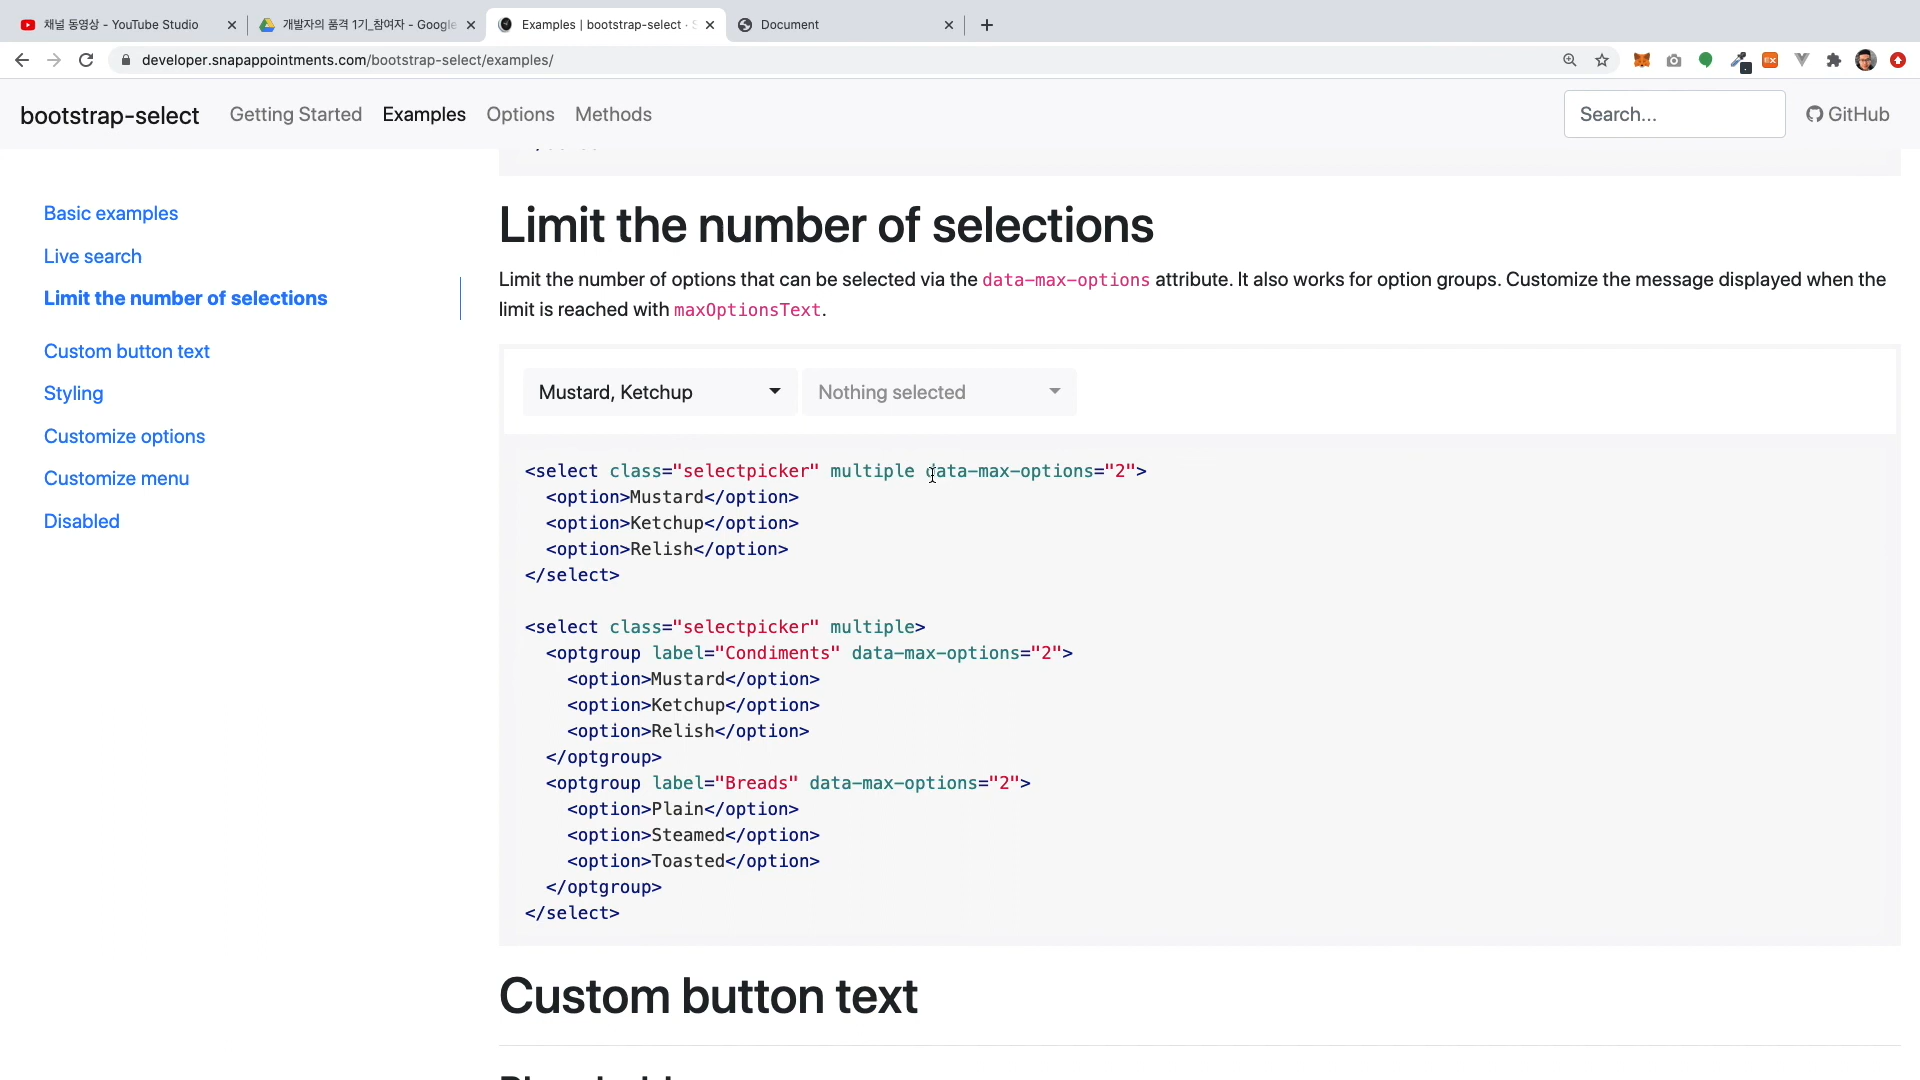 채널 동영상 - YouTube Studio
개발자의 품격 1기_참여자 - Google
Examples | bootstrap-select ·
Document
developer.snapappointments.com/bootstrap-select/examples/
bootstrap-select
Getting Started
Examples
Options
Methods
Search...
GitHub
Basic examples
Live search
Limit the number of selections
Custom button text
Styling
Customize options
Customize menu
Disabled
Limit the number of selections
Limit the number of options that can be selected via the data-max-options attribute. It also works for option groups. Customize the message displayed when the
limit is reached with maxOptionsText.
Mustard, Ketchup
Nothing selected
<select class="selectpicker" multiple data-max-options="2">
<option>Mustard</option>
<option>Ketchup</option>
<option>Relish</option>
</select>
<select class="selectpicker" multiple>
<optgroup label="Condiments" data-max-options="2">
<option>Mustard</option>
<option>Ketchup</option>
<option>Relish</option>
</optgroup>
<optgroup label="Breads" data-max-options="2">
<option>Plain</option>
<option>Steamed</option>
<option>Toasted</option>
</optgroup>
</select>
Custom button text